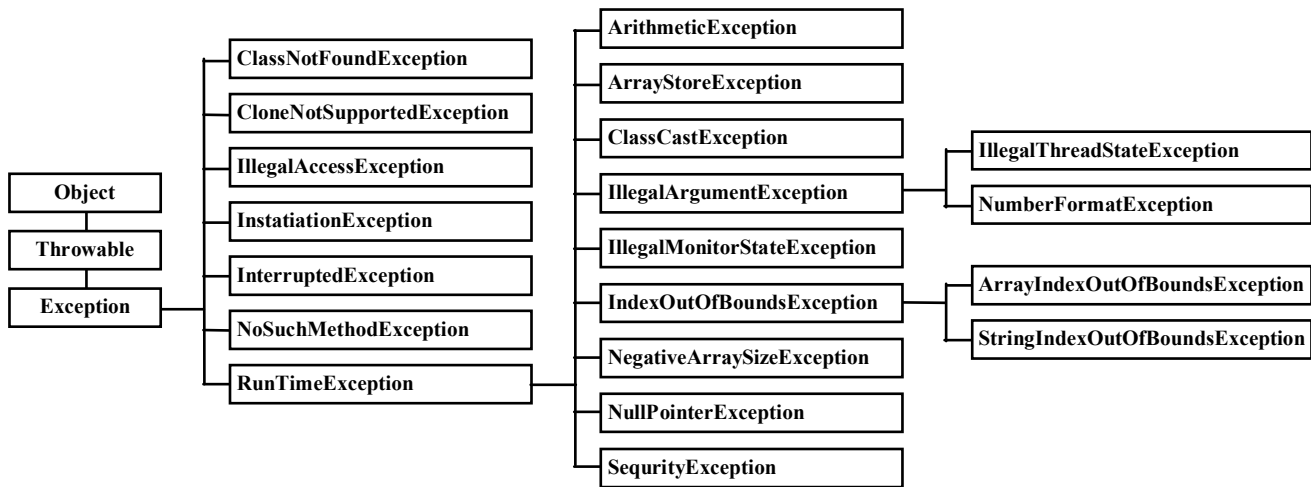 Object
Throwable
Exception
ClassNotFoundException
CloneNotSupportedException
IllegalAccessException
InstatiationException
InterruptedException
NoSuchMethodException
RunTimeException
ArithmeticException
ArrayStoreException
ClassCastException
IllegalArgumentException
IllegalMonitorStateException
IndexOutOfBoundsException
NegativeArraySizeException
NullPointerException
SequrityException
IllegalThreadStateException
NumberFormatException
ArrayIndexOutOfBoundsException
StringIndexOutOfBoundsException